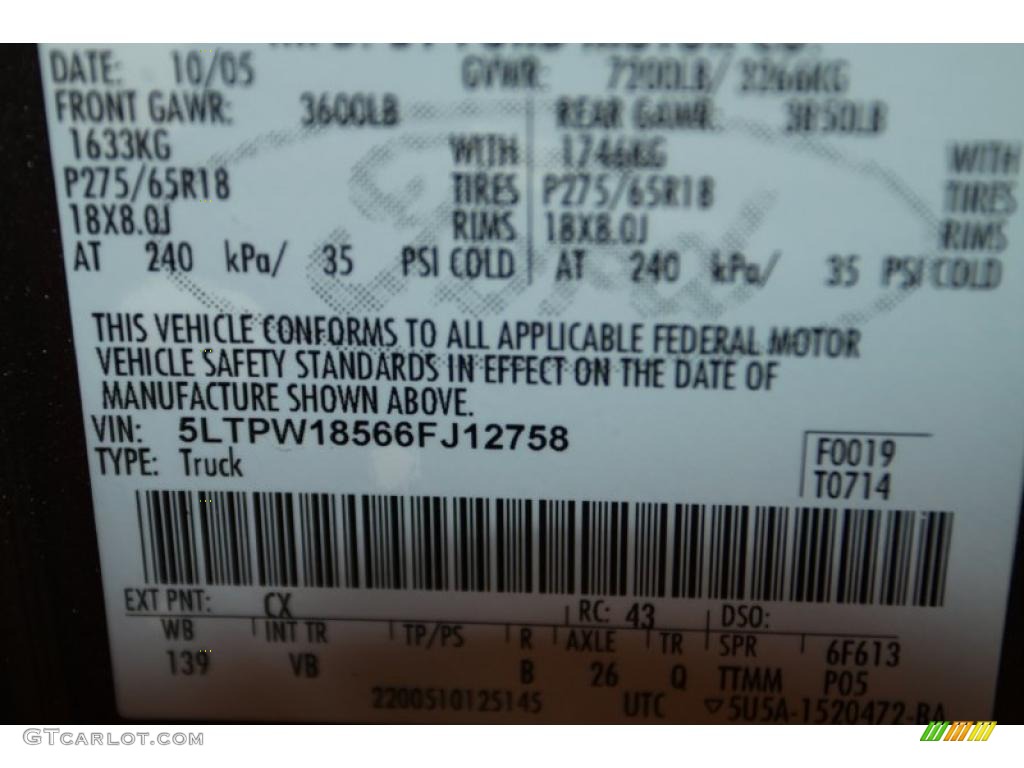 DATE: 10/05 GVWR: 7200LB/ 3266KG
FRONT GAWR: 3600LB REAR GAWR: 3850LB
1633KG WITH 1746KG WITH
P275/65R18 TIRES P275/65R18 TIRES
18X8.0J RIMS 18X8.0J RIMS
AT 240 kPa/ 35 PSI COLD AT 240 kPa/ 35 PSI COLD
THIS VEHICLE CONFORMS TO ALL APPLICABLE FEDERAL MOTOR
VEHICLE SAFETY STANDARDS IN EFFECT ON THE DATE OF
MANUFACTURE SHOWN ABOVE.
VIN: 5LTPW18566FJ12758
TYPE: Truck
F0019
T0714
EXT PNT: CX RC: 43 DSO:
WB INT TR TP/PS R AXLE TR SPR 6F613
139 VB B 26 Q TTMM P05
2200510125145 UTC ▽5U5A-1520472-BA
GTCARLOT.COM